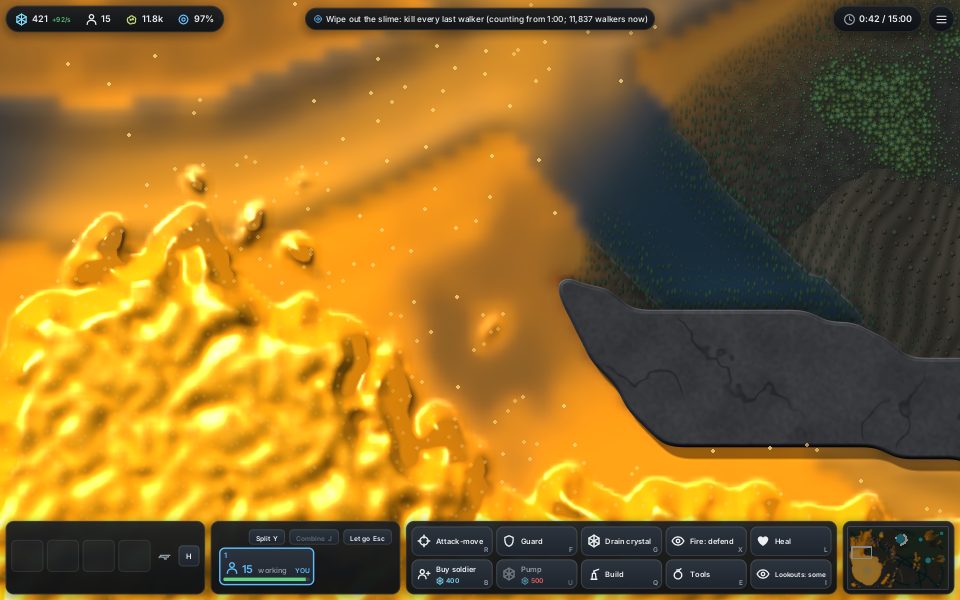 421 +92/s 15 11.8k 97%
Wipe out the slime: kill every last walker (counting from 1:00; 11,837 walkers now)
0:42 / 15:00
H
Split Y Combine J Let go Esc
1
15 working YOU
Attack-move R
Guard F
Drain crystal G
Fire: defend X
Heal L
Buy soldier 400 B
Pump 500 U
Build Q
Tools E
Lookouts: some I